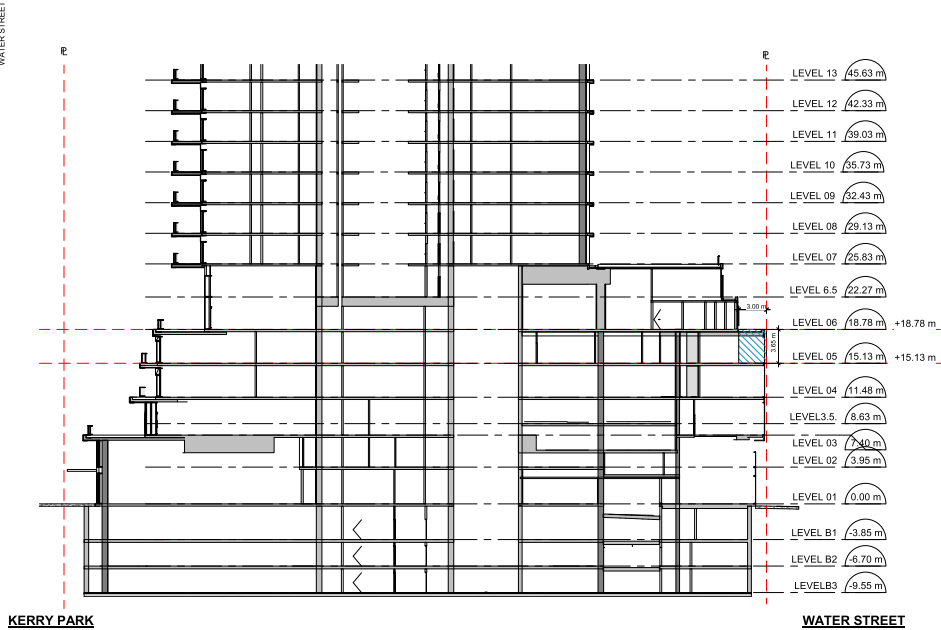 WATER STREET
PL
PL
LEVEL 13 45.63 m
LEVEL 12 42.33 m
LEVEL 11 39.03 m
LEVEL 10 35.73 m
LEVEL 09 32.43 m
LEVEL 08 29.13 m
LEVEL 07 25.83 m
LEVEL 6.5 22.27 m
3.00 m
LEVEL 06 18.78 m +18.78 m
3.65 m
LEVEL 05 15.13 m +15.13 m
LEVEL 04 11.48 m
LEVEL3.5. 8.63 m
LEVEL 03 7.40 m
LEVEL 02 3.95 m
LEVEL 01 0.00 m
LEVEL B1 -3.85 m
LEVEL B2 -6.70 m
LEVELB3 -9.55 m
KERRY PARK WATER STREET